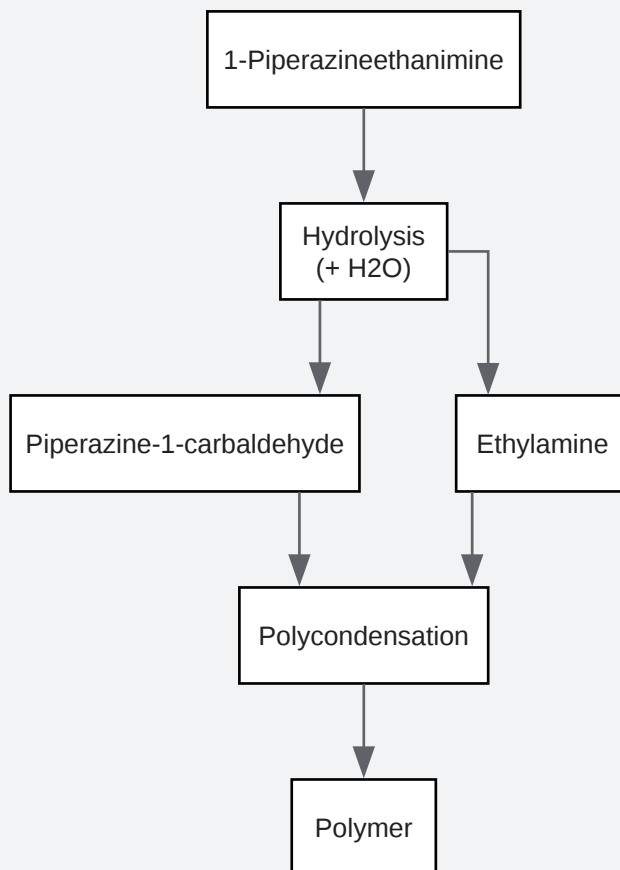 1-Piperazineethanimine
Hydrolysis
(+ H2O)
Piperazine-1-carbaldehyde
Ethylamine
Polycondensation
Polymer